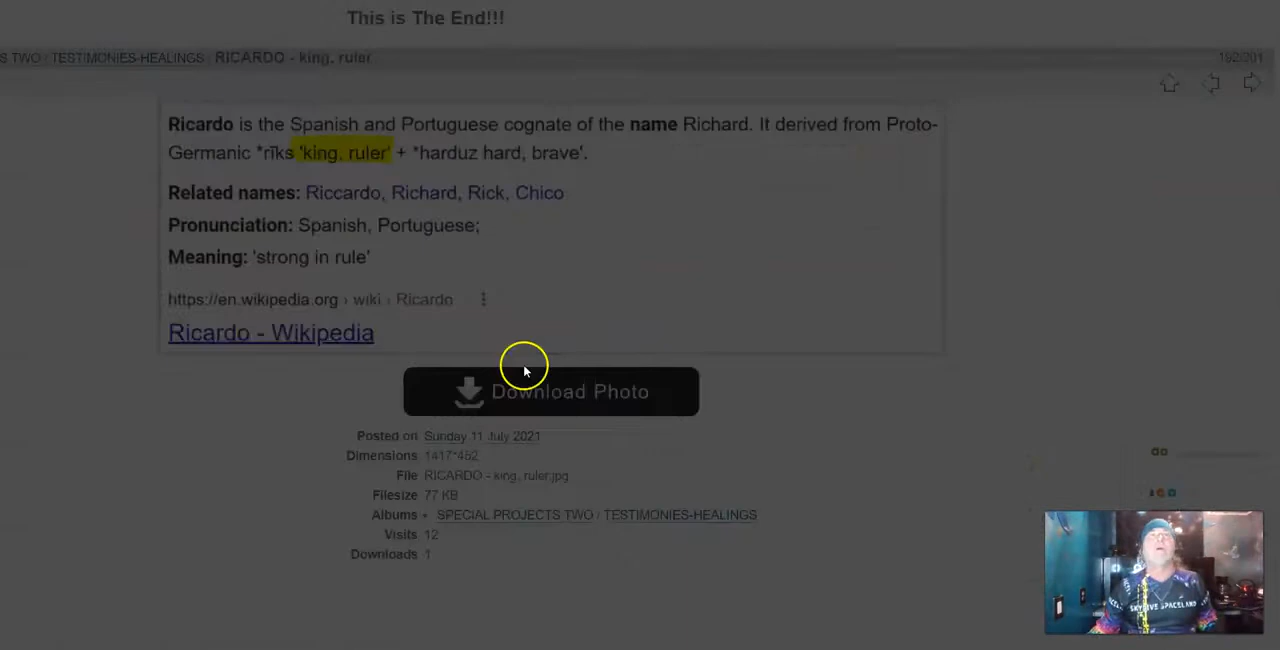 This is The End!!!
S TWO / TESTIMONIES-HEALINGS / RICARDO - king, ruler
192/301
Ricardo is the Spanish and Portuguese cognate of the name Richard. It derived from Proto-
Germanic *rīks 'king, ruler' + *harduz hard, brave'.
Related names: Riccardo, Richard, Rick, Chico
Pronunciation: Spanish, Portuguese;
Meaning: 'strong in rule'
https://en.wikipedia.org › wiki › Ricardo
Ricardo - Wikipedia
Download Photo
Posted on Sunday 11 July 2021
Dimensions 1417*452
File RICARDO - king, ruler.jpg
Filesize 77 KB
Albums • SPECIAL PROJECTS TWO / TESTIMONIES-HEALINGS
Visits 12
Downloads 1
SKYDIVE SPACELAND